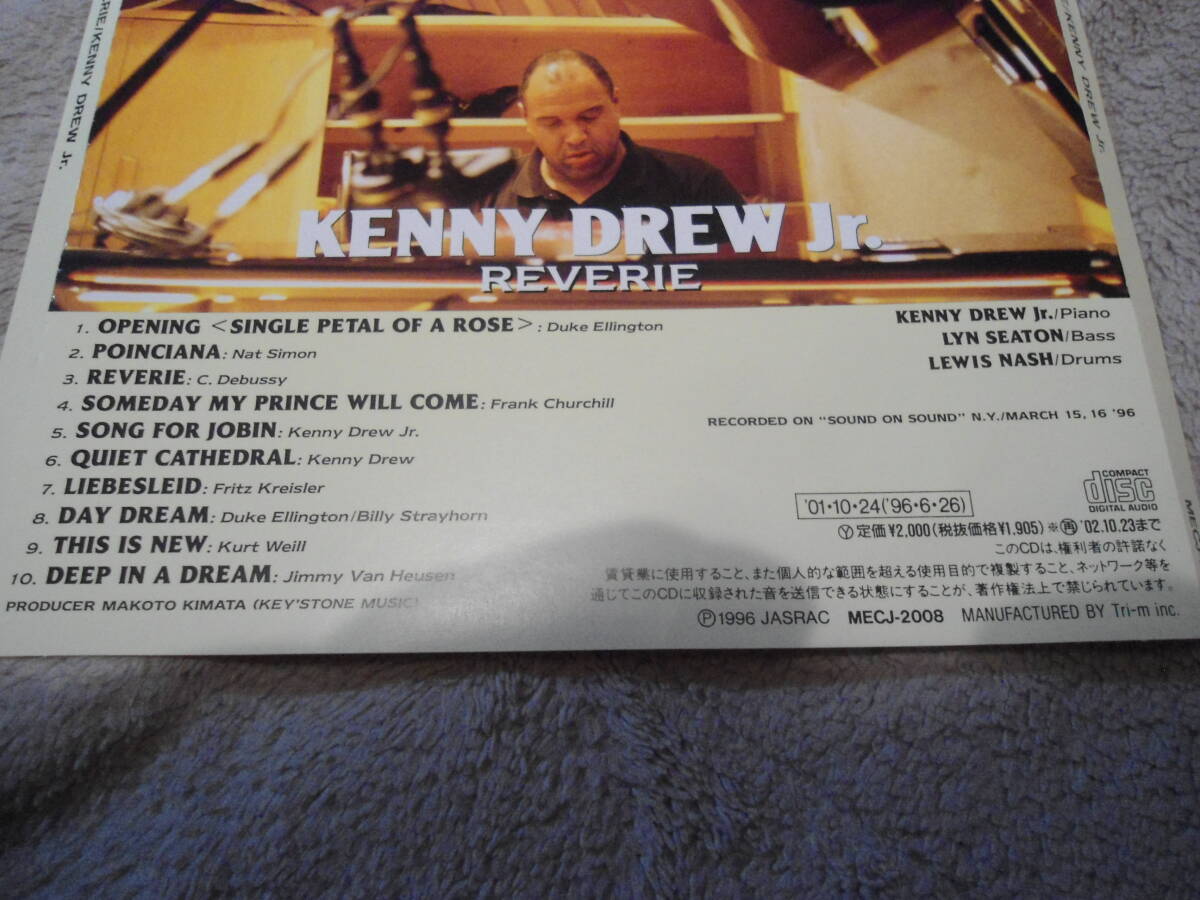 RIE/KENNY DREW Jr.
/KENNY DREW Jr.
KENNY DREW Jr.
REVERIE
1. OPENING <SINGLE PETAL OF A ROSE>: Duke Ellington
2. POINCIANA: Nat Simon
3. REVERIE: C. Debussy
4. SOMEDAY MY PRINCE WILL COME: Frank Churchill
5. SONG FOR JOBIN: Kenny Drew Jr.
6. QUIET CATHEDRAL: Kenny Drew
7. LIEBESLEID: Fritz Kreisler
8. DAY DREAM: Duke Ellington/Billy Strayhorn
9. THIS IS NEW: Kurt Weill
10. DEEP IN A DREAM: Jimmy Van Heusen
PRODUCER MAKOTO KIMATA (KEY'STONE MUSIC)
KENNY DREW Jr./Piano
LYN SEATON/Bass
LEWIS NASH/Drums
RECORDED ON "SOUND ON SOUND" N.Y./MARCH 15, 16 '96
COMPACT
disc
DIGITAL AUDIO
'01・10・24('96・6・26)
Ⓨ定価¥2,000(税抜価格¥1,905)※㊢'02.10.23まで
このCDは、権利者の許諾なく
賃貸業に使用すること、また個人的な範囲を超える使用目的で複製すること、ネットワーク等を
通じてこのCDに収録された音を送信できる状態にすることが、著作権法上で禁じられています。
Ⓟ1996 JASRAC MECJ-2008 MANUFACTURED BY Tri-m inc.